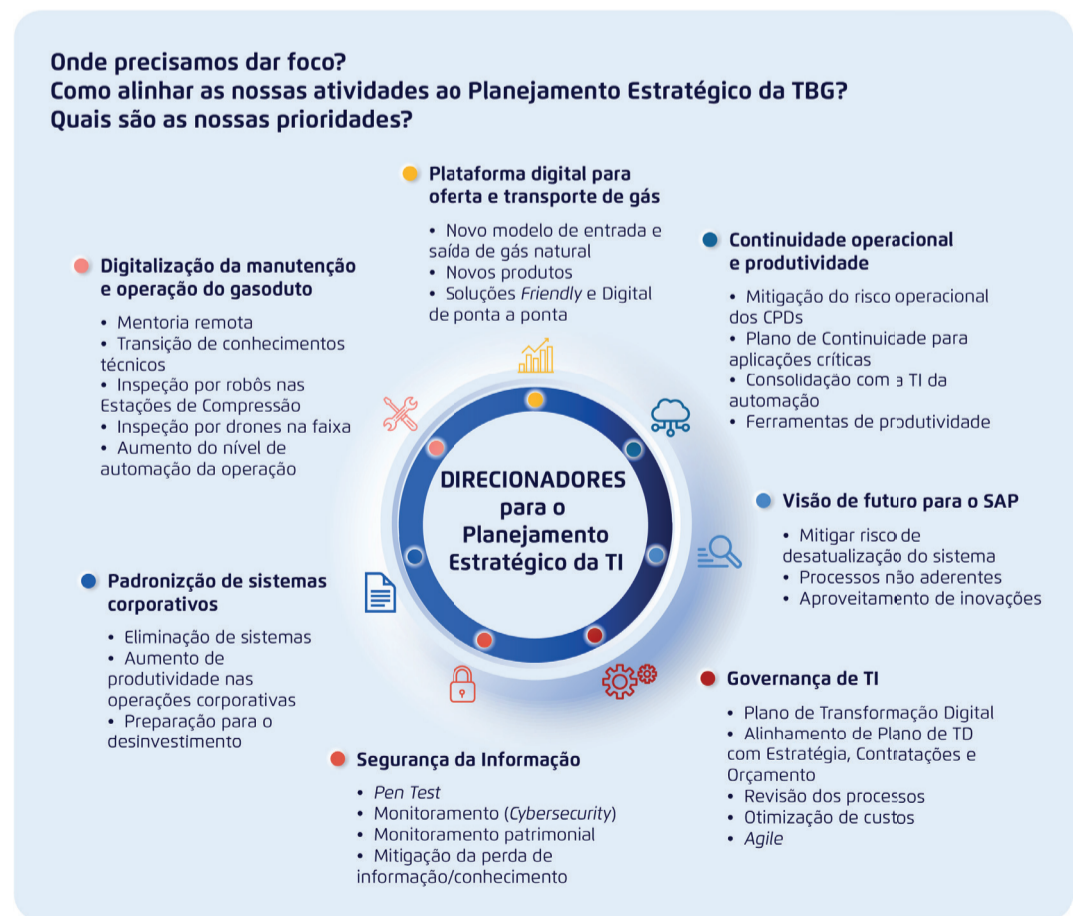 Onde precisamos dar foco?
Como alinhar as nossas atividades ao Planejamento Estratégico da TBG?
Quais são as nossas prioridades?
Plataforma digital para
oferta e transporte de gás
• Novo modelo de entrada e
saída de gás natural
• Novos produtos
• Soluções Friendly e Digital
de ponta a ponta
Continuidade operacional
e produtividade
• Mitigação do risco operacional
dos CPDs
• Plano de Continuidade para
aplicações críticas
• Consolidação com a TI da
automação
• Ferramentas de produtividade
Visão de futuro para o SAP
• Mitigar risco de
desatualização do sistema
• Processos não aderentes
• Aproveitamento de inovações
Governança de TI
• Plano de Transformação Digital
• Alinhamento de Plano de TD
com Estratégia, Contratações e
Orçamento
• Revisão dos processos
• Otimização de custos
• Agile
Segurança da Informação
• Pen Test
• Monitoramento (Cybersecurity)
• Monitoramento patrimonial
• Mitigação da perda de
informação/conhecimento
Padronizção de sistemas
corporativos
• Eliminação de sistemas
• Aumento de
produtividade nas
operações corporativas
• Preparação para o
desinvestimento
Digitalização da manutenção
e operação do gasoduto
• Mentoria remota
• Transição de conhecimentos
técnicos
• Inspeção por robôs nas
Estações de Compressão
• Inspeção por drones na faixa
• Aumento do nível de
automação da operação
DIRECIONADORES
para o
Planejamento
Estratégico da TI